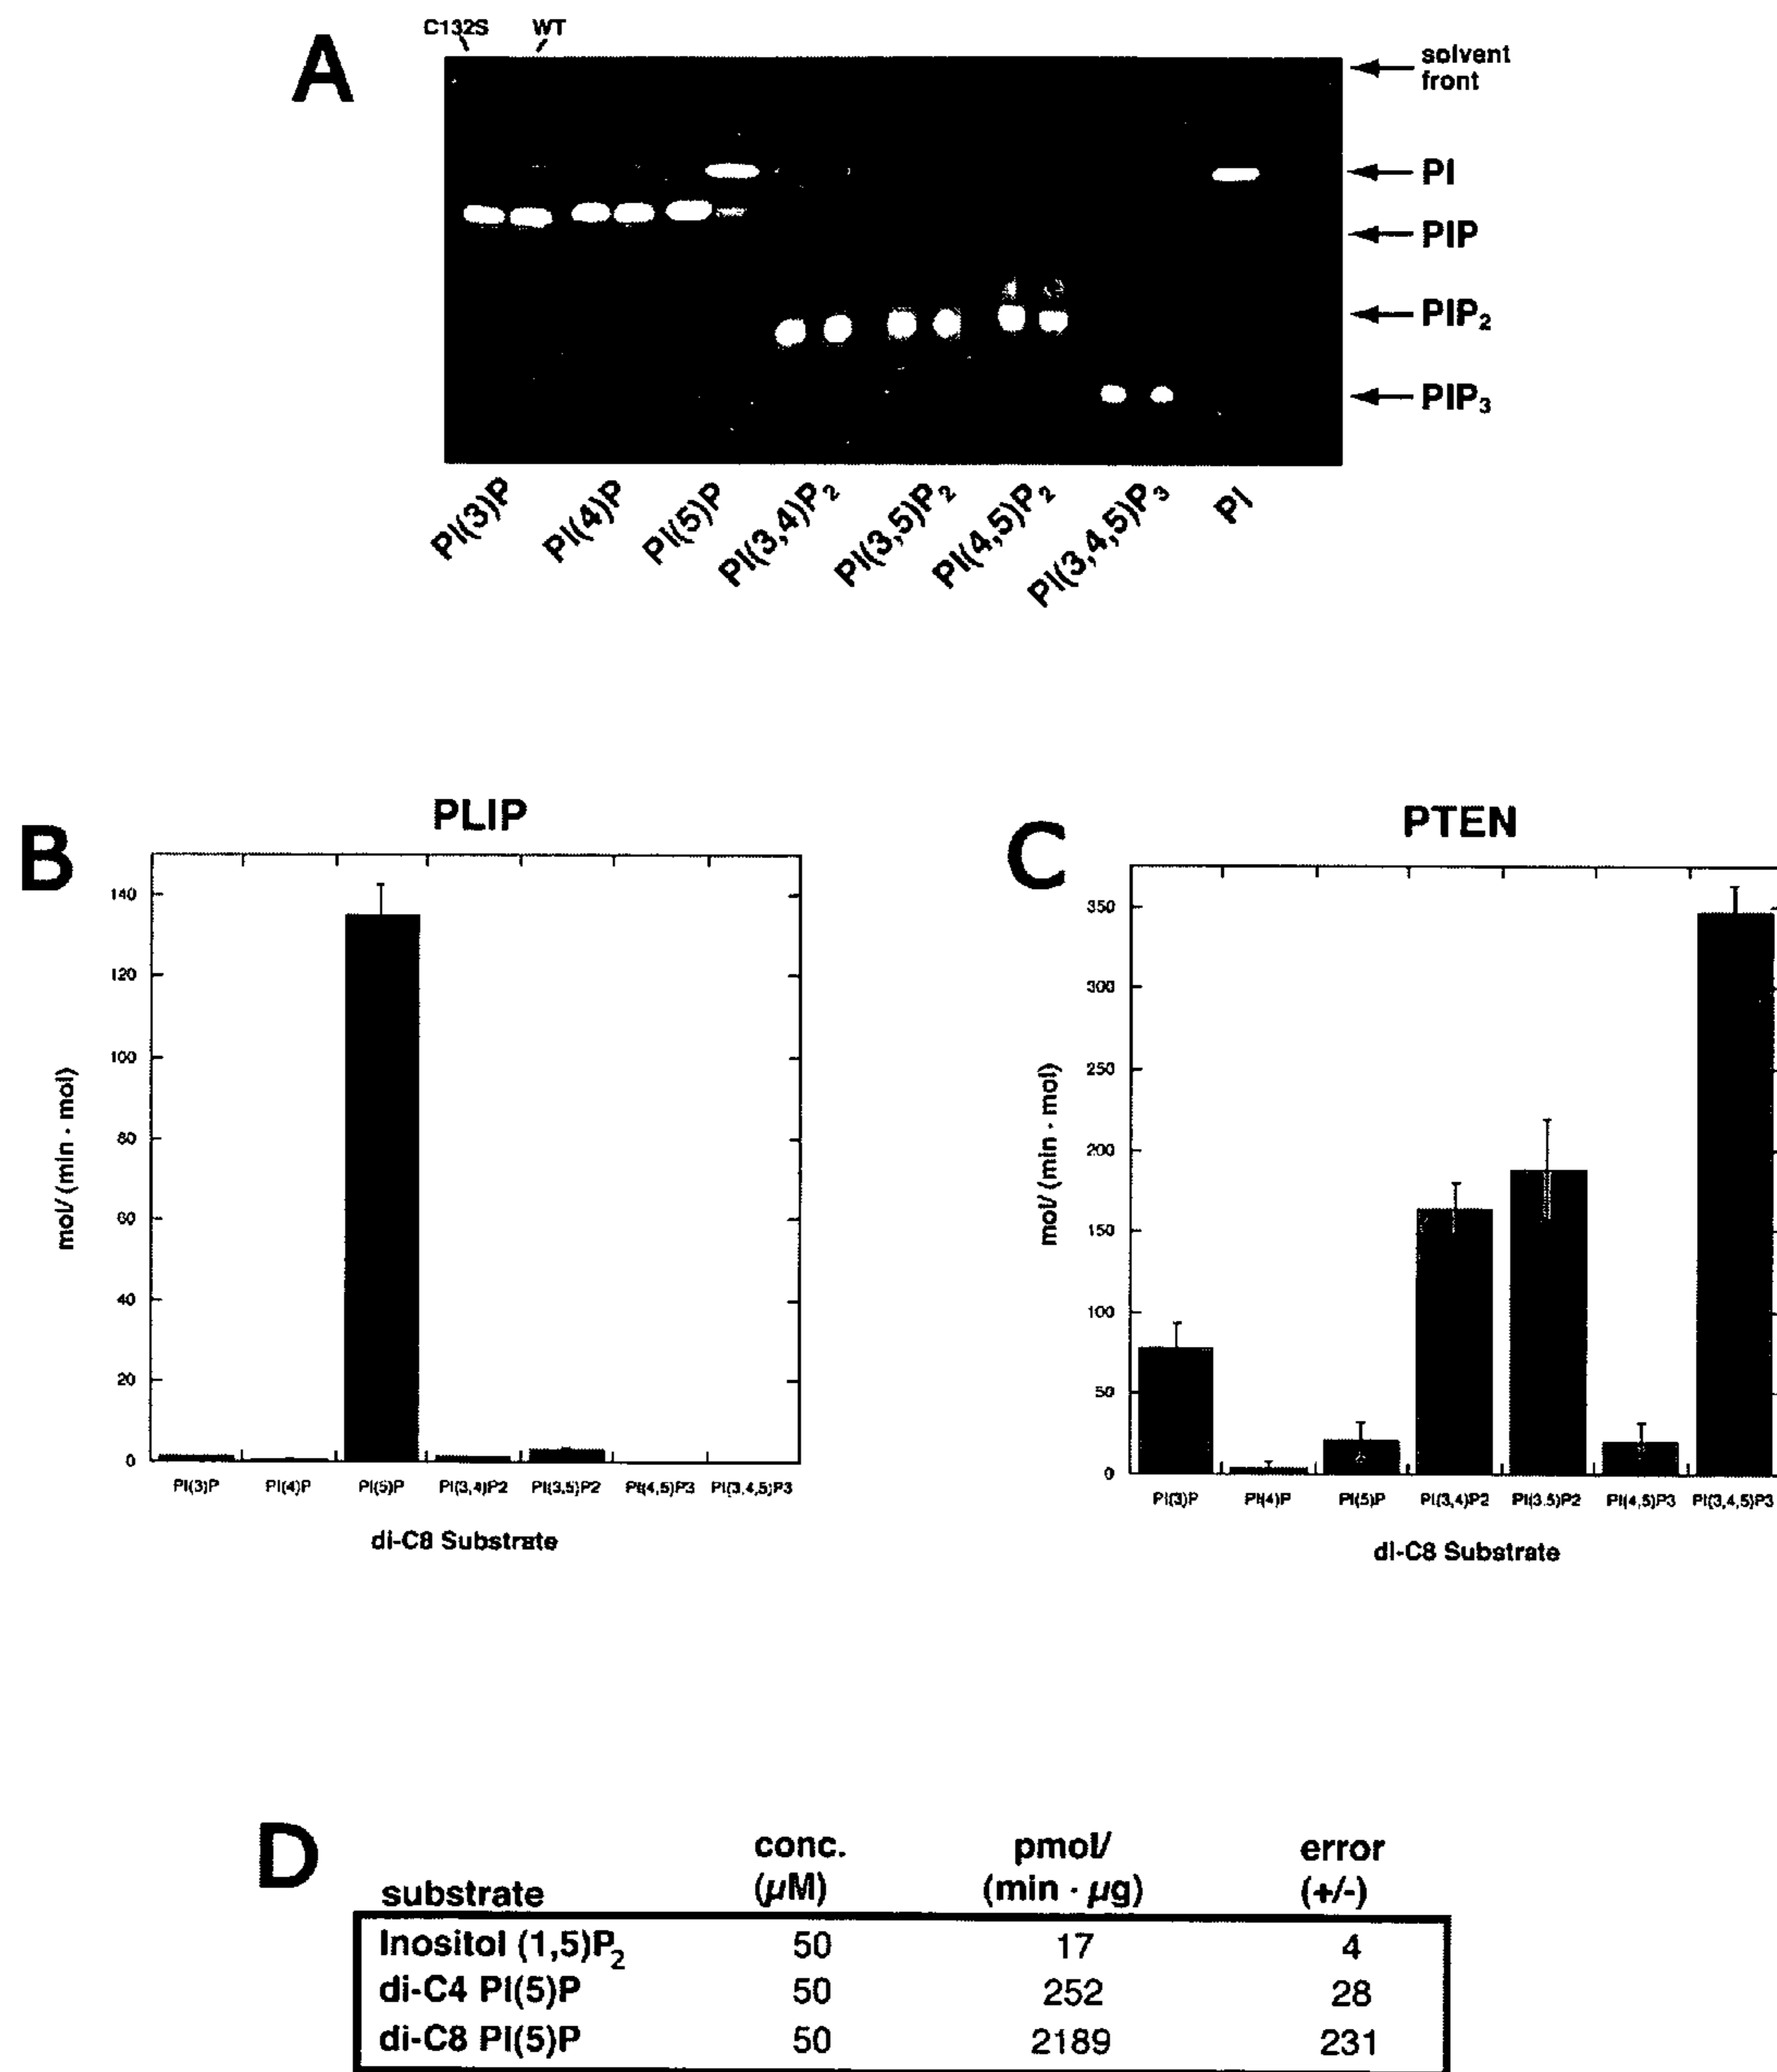 A
C132S WT
solvent
front
PI
PIP
PIP₂
PIP₃
PI(3)P PI(4)P PI(5)P PI(3,4)P₂ PI(3,5)P₂ PI(4,5)P₂ PI(3,4,5)P₃ PI
B
PLIP
mol/ (min · mol)
140
120
100
80
60
40
20
0
PI(3)P PI(4)P PI(5)P PI(3,4)P2 PI(3,5)P2 PI(4,5)P3 PI(3,4,5)P3
di-C8 Substrate
C
PTEN
mol/ (min · mol)
350
300
250
200
150
100
50
0
PI(3)P PI(4)P PI(5)P PI(3,4)P2 PI(3,5)P2 PI(4,5)P3 PI(3,4,5)P3
di-C8 Substrate
D
substrate conc. (µM) pmol/ (min · µg) error (+/-)
Inositol (1,5)P₂ 50 17 4
di-C4 PI(5)P 50 252 28
di-C8 PI(5)P 50 2189 231